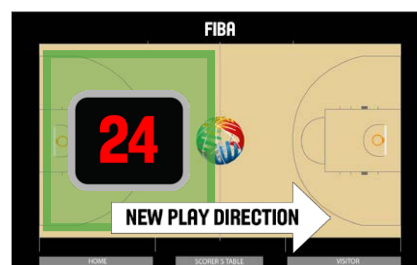 FIBA
24
NEW PLAY DIRECTION
HOME
SCORER'S TABLE
VISITOR